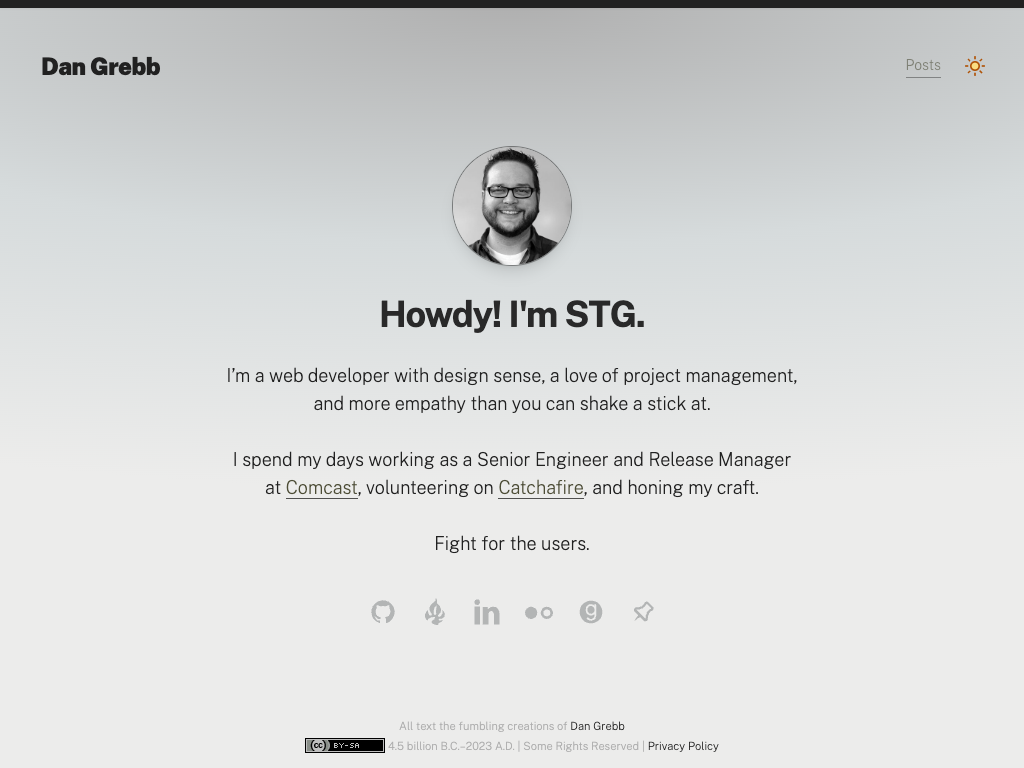 Dan Grebb
Posts
Howdy! I'm STG.
I’m a web developer with design sense, a love of project management,
and more empathy than you can shake a stick at.
I spend my days working as a Senior Engineer and Release Manager
at Comcast, volunteering on Catchafire, and honing my craft.
Fight for the users.
in
g
All text the fumbling creations of Dan Grebb
cc BY-SA 4.5 billion B.C.–2023 A.D. | Some Rights Reserved | Privacy Policy